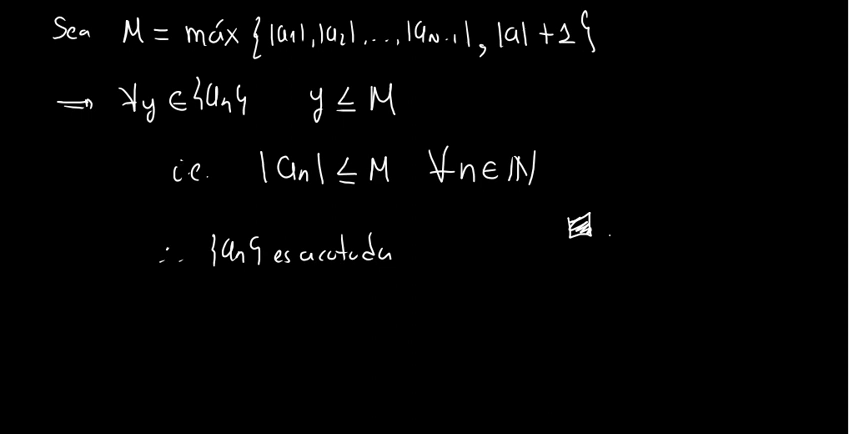 Sea M = máx { |a₁|, |a₂|, ..., |a_{N-1}|, |a| + 1 }
⟹ ∀y ∈ {aₙ} y ≤ M
i.e. |aₙ| ≤ M ∀n ∈ ℕ
∴ {aₙ} es acotada